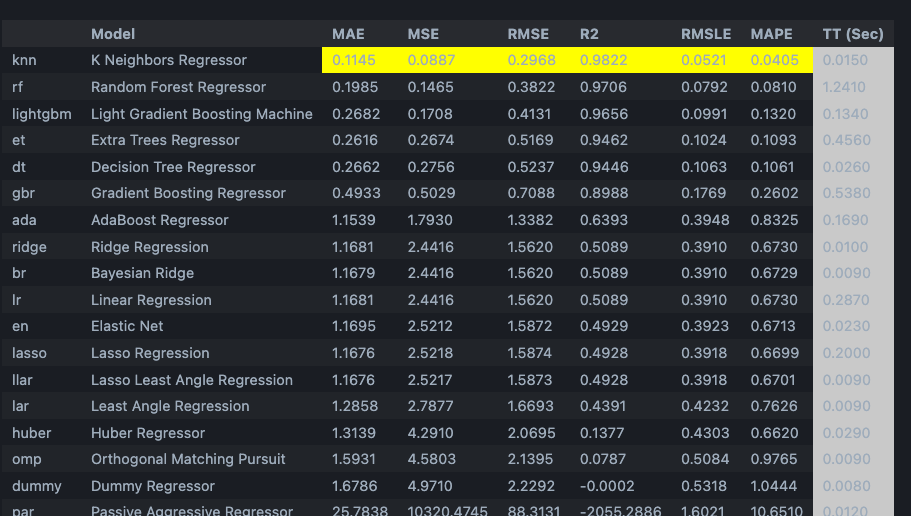 Model MAE MSE RMSE R2 RMSLE MAPE TT (Sec)
knn K Neighbors Regressor 0.1145 0.0887 0.2968 0.9822 0.0521 0.0405 0.0150
rf Random Forest Regressor 0.1985 0.1465 0.3822 0.9706 0.0792 0.0810 1.2410
lightgbm Light Gradient Boosting Machine 0.2682 0.1708 0.4131 0.9656 0.0991 0.1320 0.1340
et Extra Trees Regressor 0.2616 0.2674 0.5169 0.9462 0.1024 0.1093 0.4560
dt Decision Tree Regressor 0.2662 0.2756 0.5237 0.9446 0.1063 0.1061 0.0260
gbr Gradient Boosting Regressor 0.4933 0.5029 0.7088 0.8988 0.1769 0.2602 0.5380
ada AdaBoost Regressor 1.1539 1.7930 1.3382 0.6393 0.3948 0.8325 0.1690
ridge Ridge Regression 1.1681 2.4416 1.5620 0.5089 0.3910 0.6730 0.0100
br Bayesian Ridge 1.1679 2.4416 1.5620 0.5089 0.3910 0.6729 0.0090
lr Linear Regression 1.1681 2.4416 1.5620 0.5089 0.3910 0.6730 0.2870
en Elastic Net 1.1695 2.5212 1.5872 0.4929 0.3923 0.6713 0.0230
lasso Lasso Regression 1.1676 2.5218 1.5874 0.4928 0.3918 0.6699 0.2000
llar Lasso Least Angle Regression 1.1676 2.5217 1.5873 0.4928 0.3918 0.6701 0.0090
lar Least Angle Regression 1.2858 2.7877 1.6693 0.4391 0.4232 0.7626 0.0090
huber Huber Regressor 1.3139 4.2910 2.0695 0.1377 0.4303 0.6620 0.0290
omp Orthogonal Matching Pursuit 1.5931 4.5803 2.1395 0.0787 0.5084 0.9765 0.0090
dummy Dummy Regressor 1.6786 4.9710 2.2292 -0.0002 0.5318 1.0444 0.0080
par Passive Aggressive Regressor 25.7838 10320.4745 88.3131 -2055.2886 1.6021 10.6510 0.0120